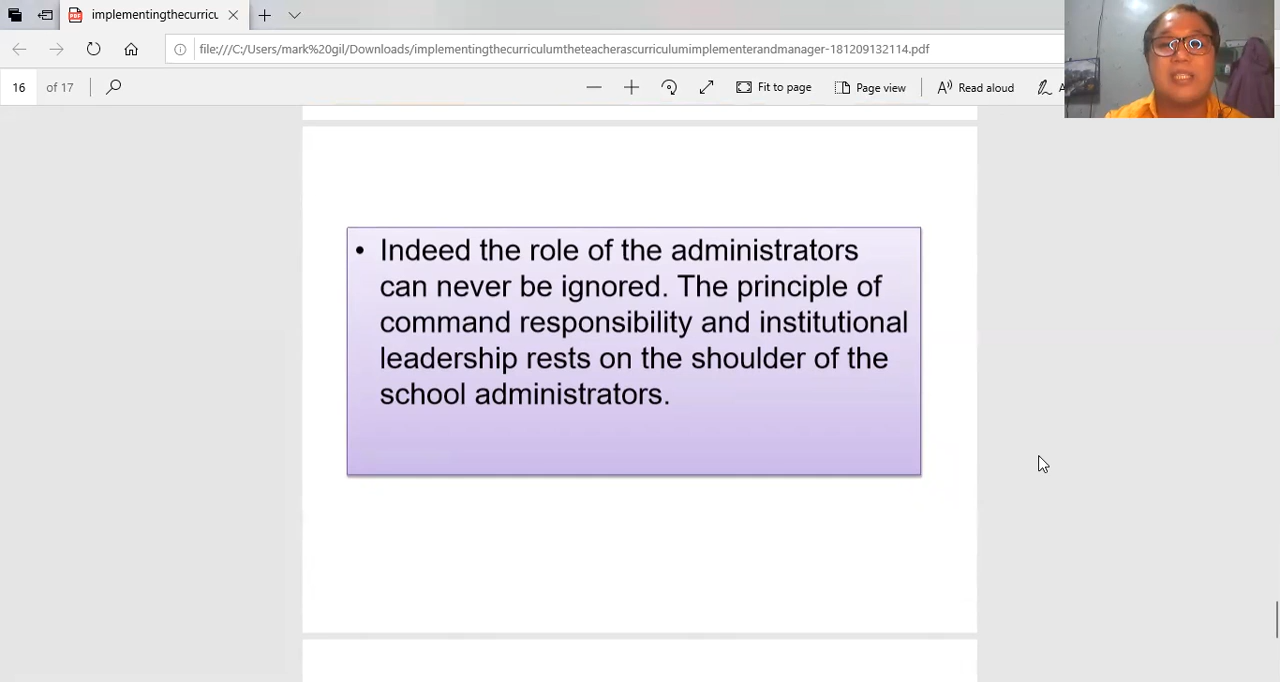 implementingthecurricu
file:///C:/Users/mark%20gil/Downloads/implementingthecurriculumtheteacherascurriculumimplementerandmanager-181209132114.pdf
16 of 17
Fit to page
Page view
Read aloud
• Indeed the role of the administrators
can never be ignored. The principle of
command responsibility and institutional
leadership rests on the shoulder of the
school administrators.